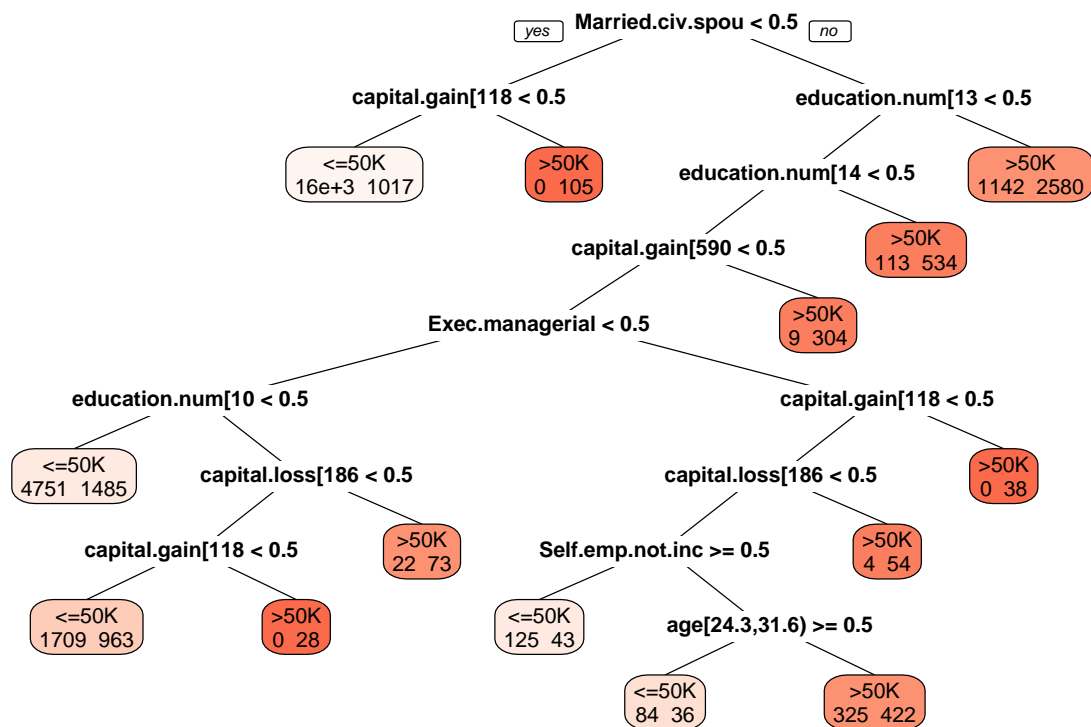 Married.civ.spou < 0.5
yes
no
capital.gain[118 < 0.5
education.num[13 < 0.5
<=50K
16e+3 1017
>50K
0 105
education.num[14 < 0.5
>50K
1142 2580
capital.gain[590 < 0.5
>50K
113 534
Exec.managerial < 0.5
>50K
9 304
education.num[10 < 0.5
capital.gain[118 < 0.5
<=50K
4751 1485
capital.loss[186 < 0.5
capital.loss[186 < 0.5
>50K
0 38
capital.gain[118 < 0.5
>50K
22 73
Self.emp.not.inc >= 0.5
>50K
4 54
<=50K
1709 963
>50K
0 28
<=50K
125 43
age[24.3,31.6) >= 0.5
<=50K
84 36
>50K
325 422